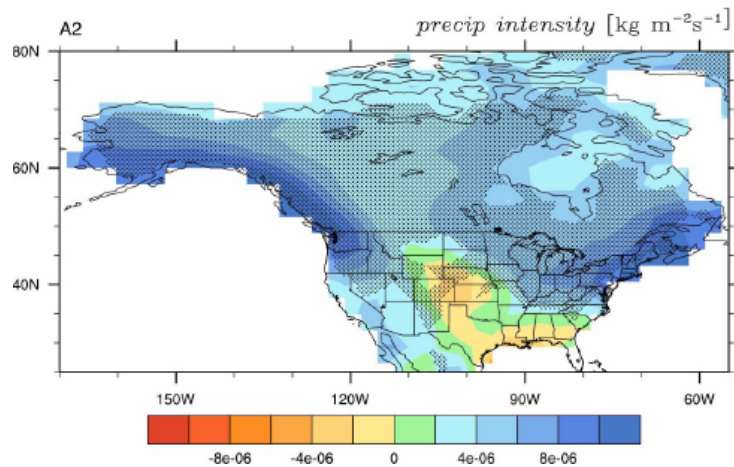 A2 precip intensity [kg m⁻²s⁻¹]
80N
60N
40N
150W 120W 90W 60W
-8e-06 -4e-06 0 4e-06 8e-06